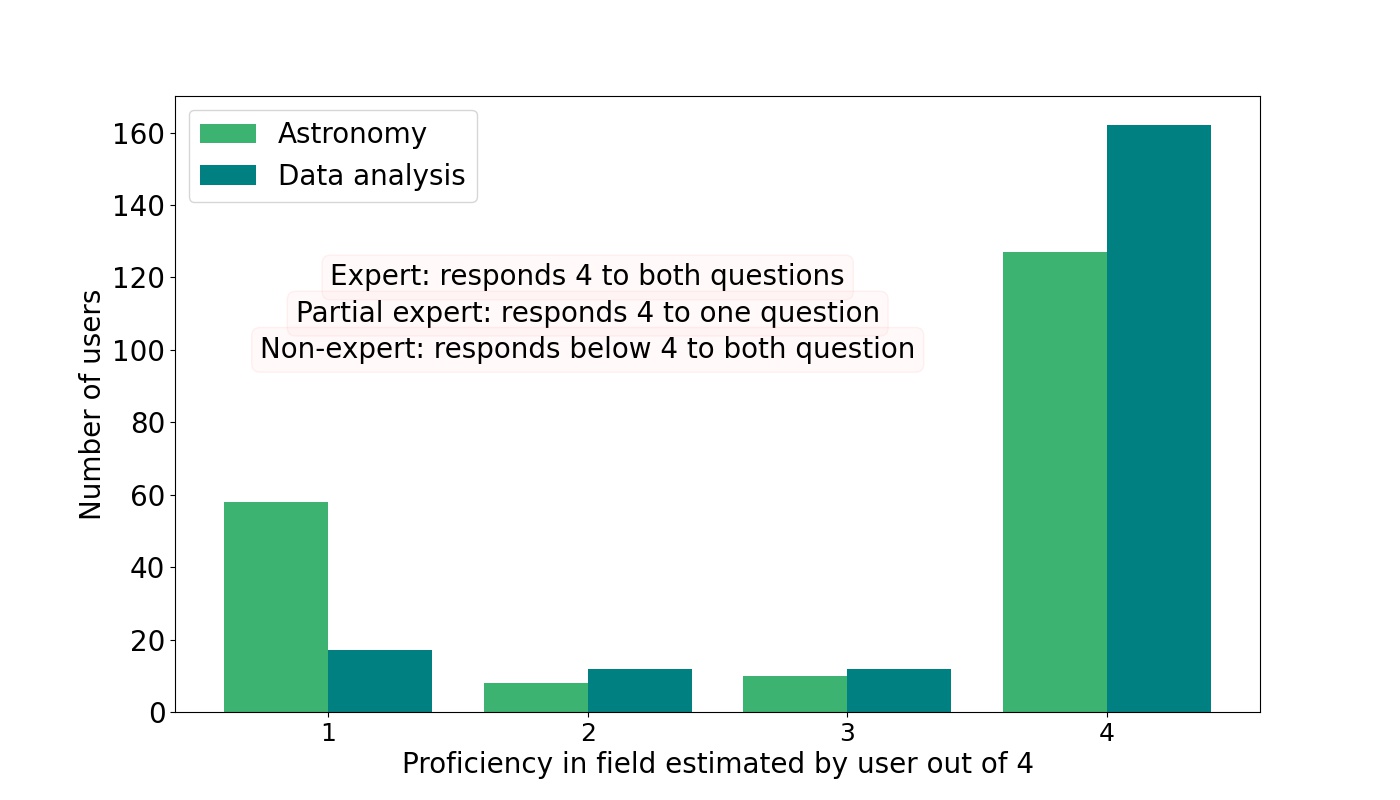 Astronomy
Data analysis
Expert: responds 4 to both questions
Partial expert: responds 4 to one question
Non-expert: responds below 4 to both question
Number of users
160
140
120
100
80
60
40
20
0
1 2 3 4
Proficiency in field estimated by user out of 4